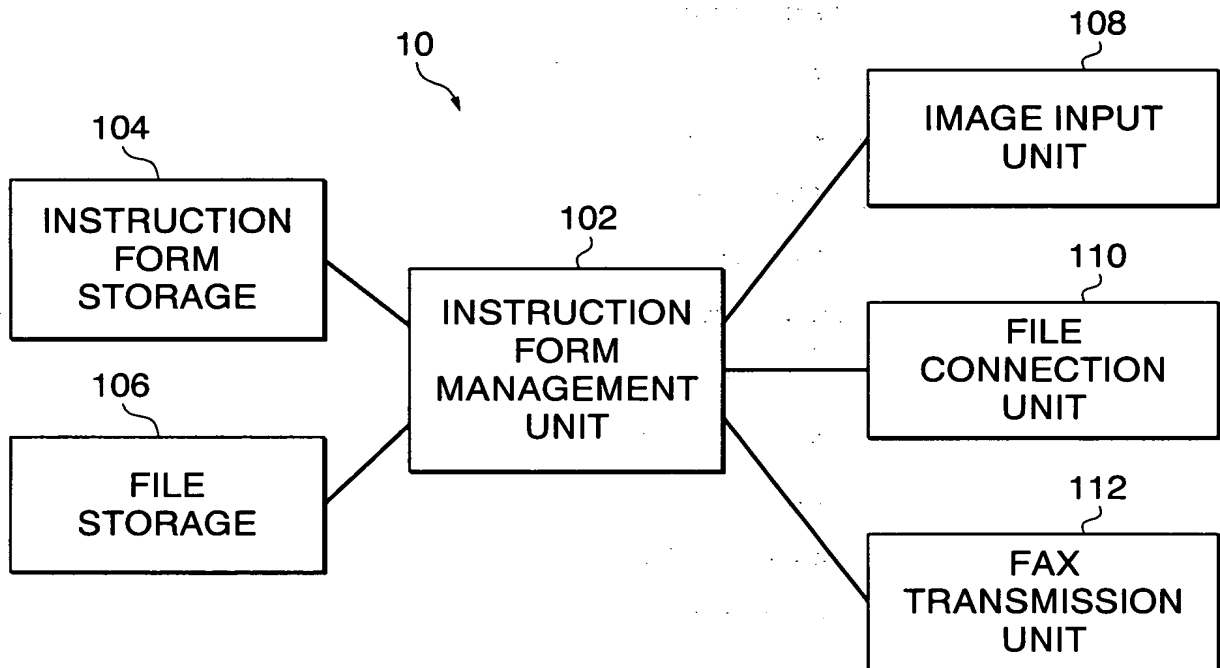 10
108
IMAGE INPUT
UNIT
104
INSTRUCTION
FORM
STORAGE
102
INSTRUCTION
FORM
MANAGEMENT
UNIT
110
FILE
CONNECTION
UNIT
106
FILE
STORAGE
112
FAX
TRANSMISSION
UNIT